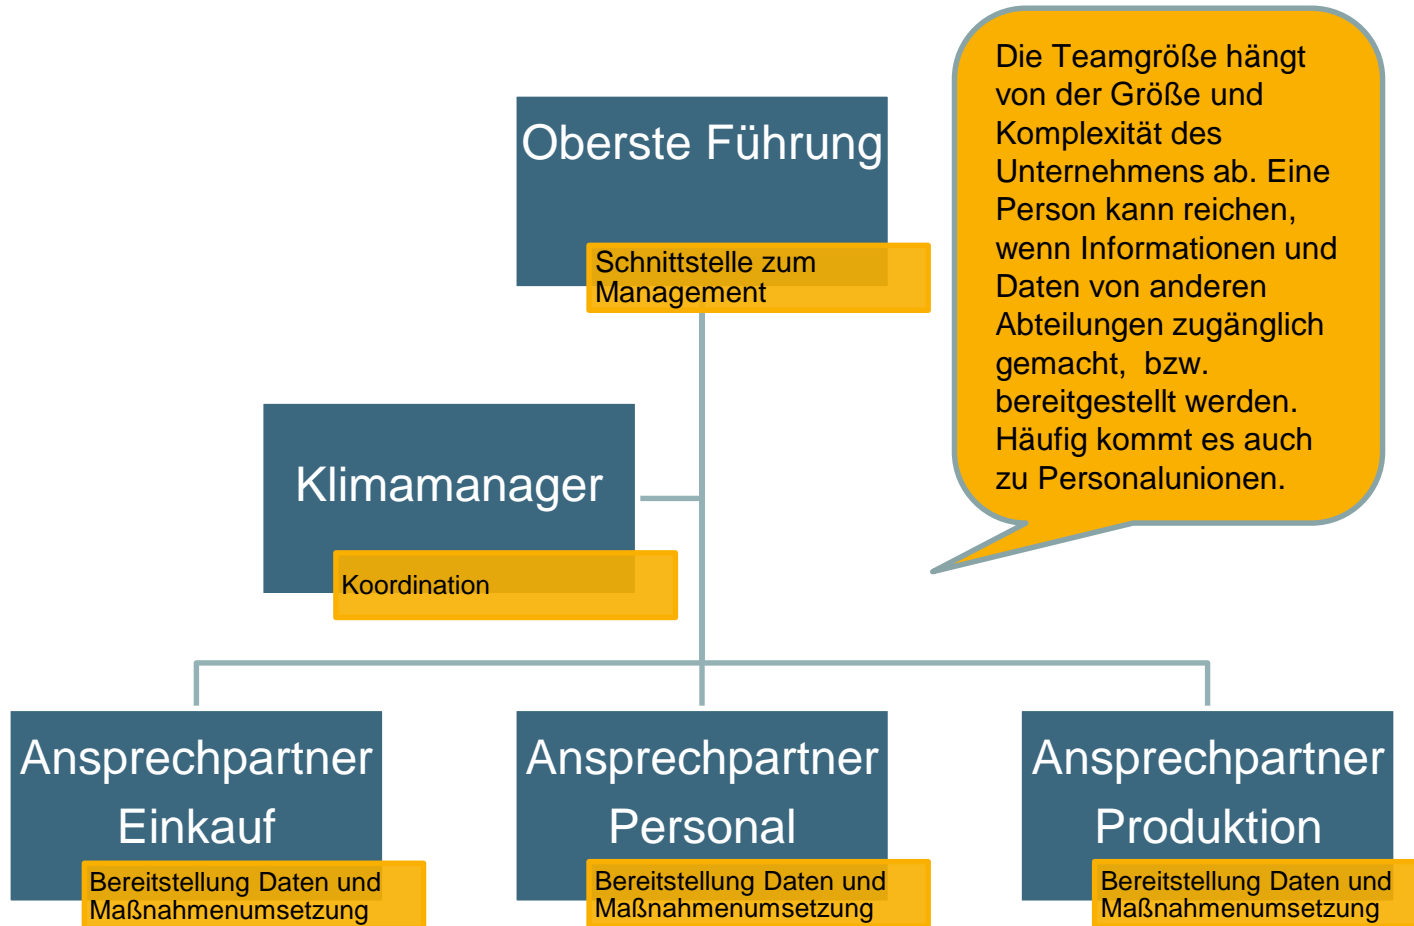 Oberste Führung
Schnittstelle zum
Management
Die Teamgröße hängt
von der Größe und
Komplexität des
Unternehmens ab. Eine
Person kann reichen,
wenn Informationen und
Daten von anderen
Abteilungen zugänglich
gemacht,  bzw.
bereitgestellt werden.
Häufig kommt es auch
zu Personalunionen.
Klimamanager
Koordination
Ansprechpartner
Einkauf
Bereitstellung Daten und
Maßnahmenumsetzung
Ansprechpartner
Personal
Bereitstellung Daten und
Maßnahmenumsetzung
Ansprechpartner
Produktion
Bereitstellung Daten und
Maßnahmenumsetzung